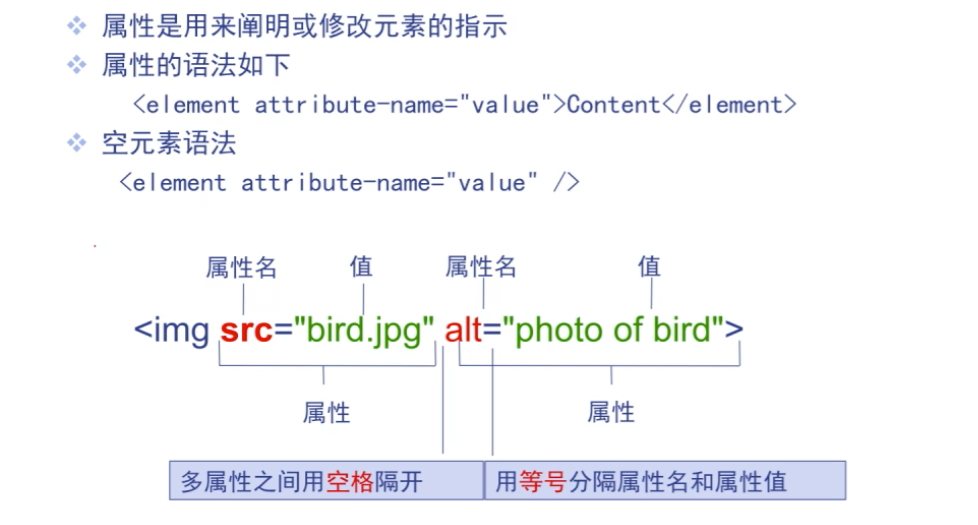 属性是用来阐明或修改元素的指示
属性的语法如下
<element attribute-name="value">Content</element>
空元素语法
<element attribute-name="value" />
属性名 值 属性名 值
<img src="bird.jpg" alt="photo of bird">
属性 属性
多属性之间用空格隔开 用等号分隔属性名和属性值